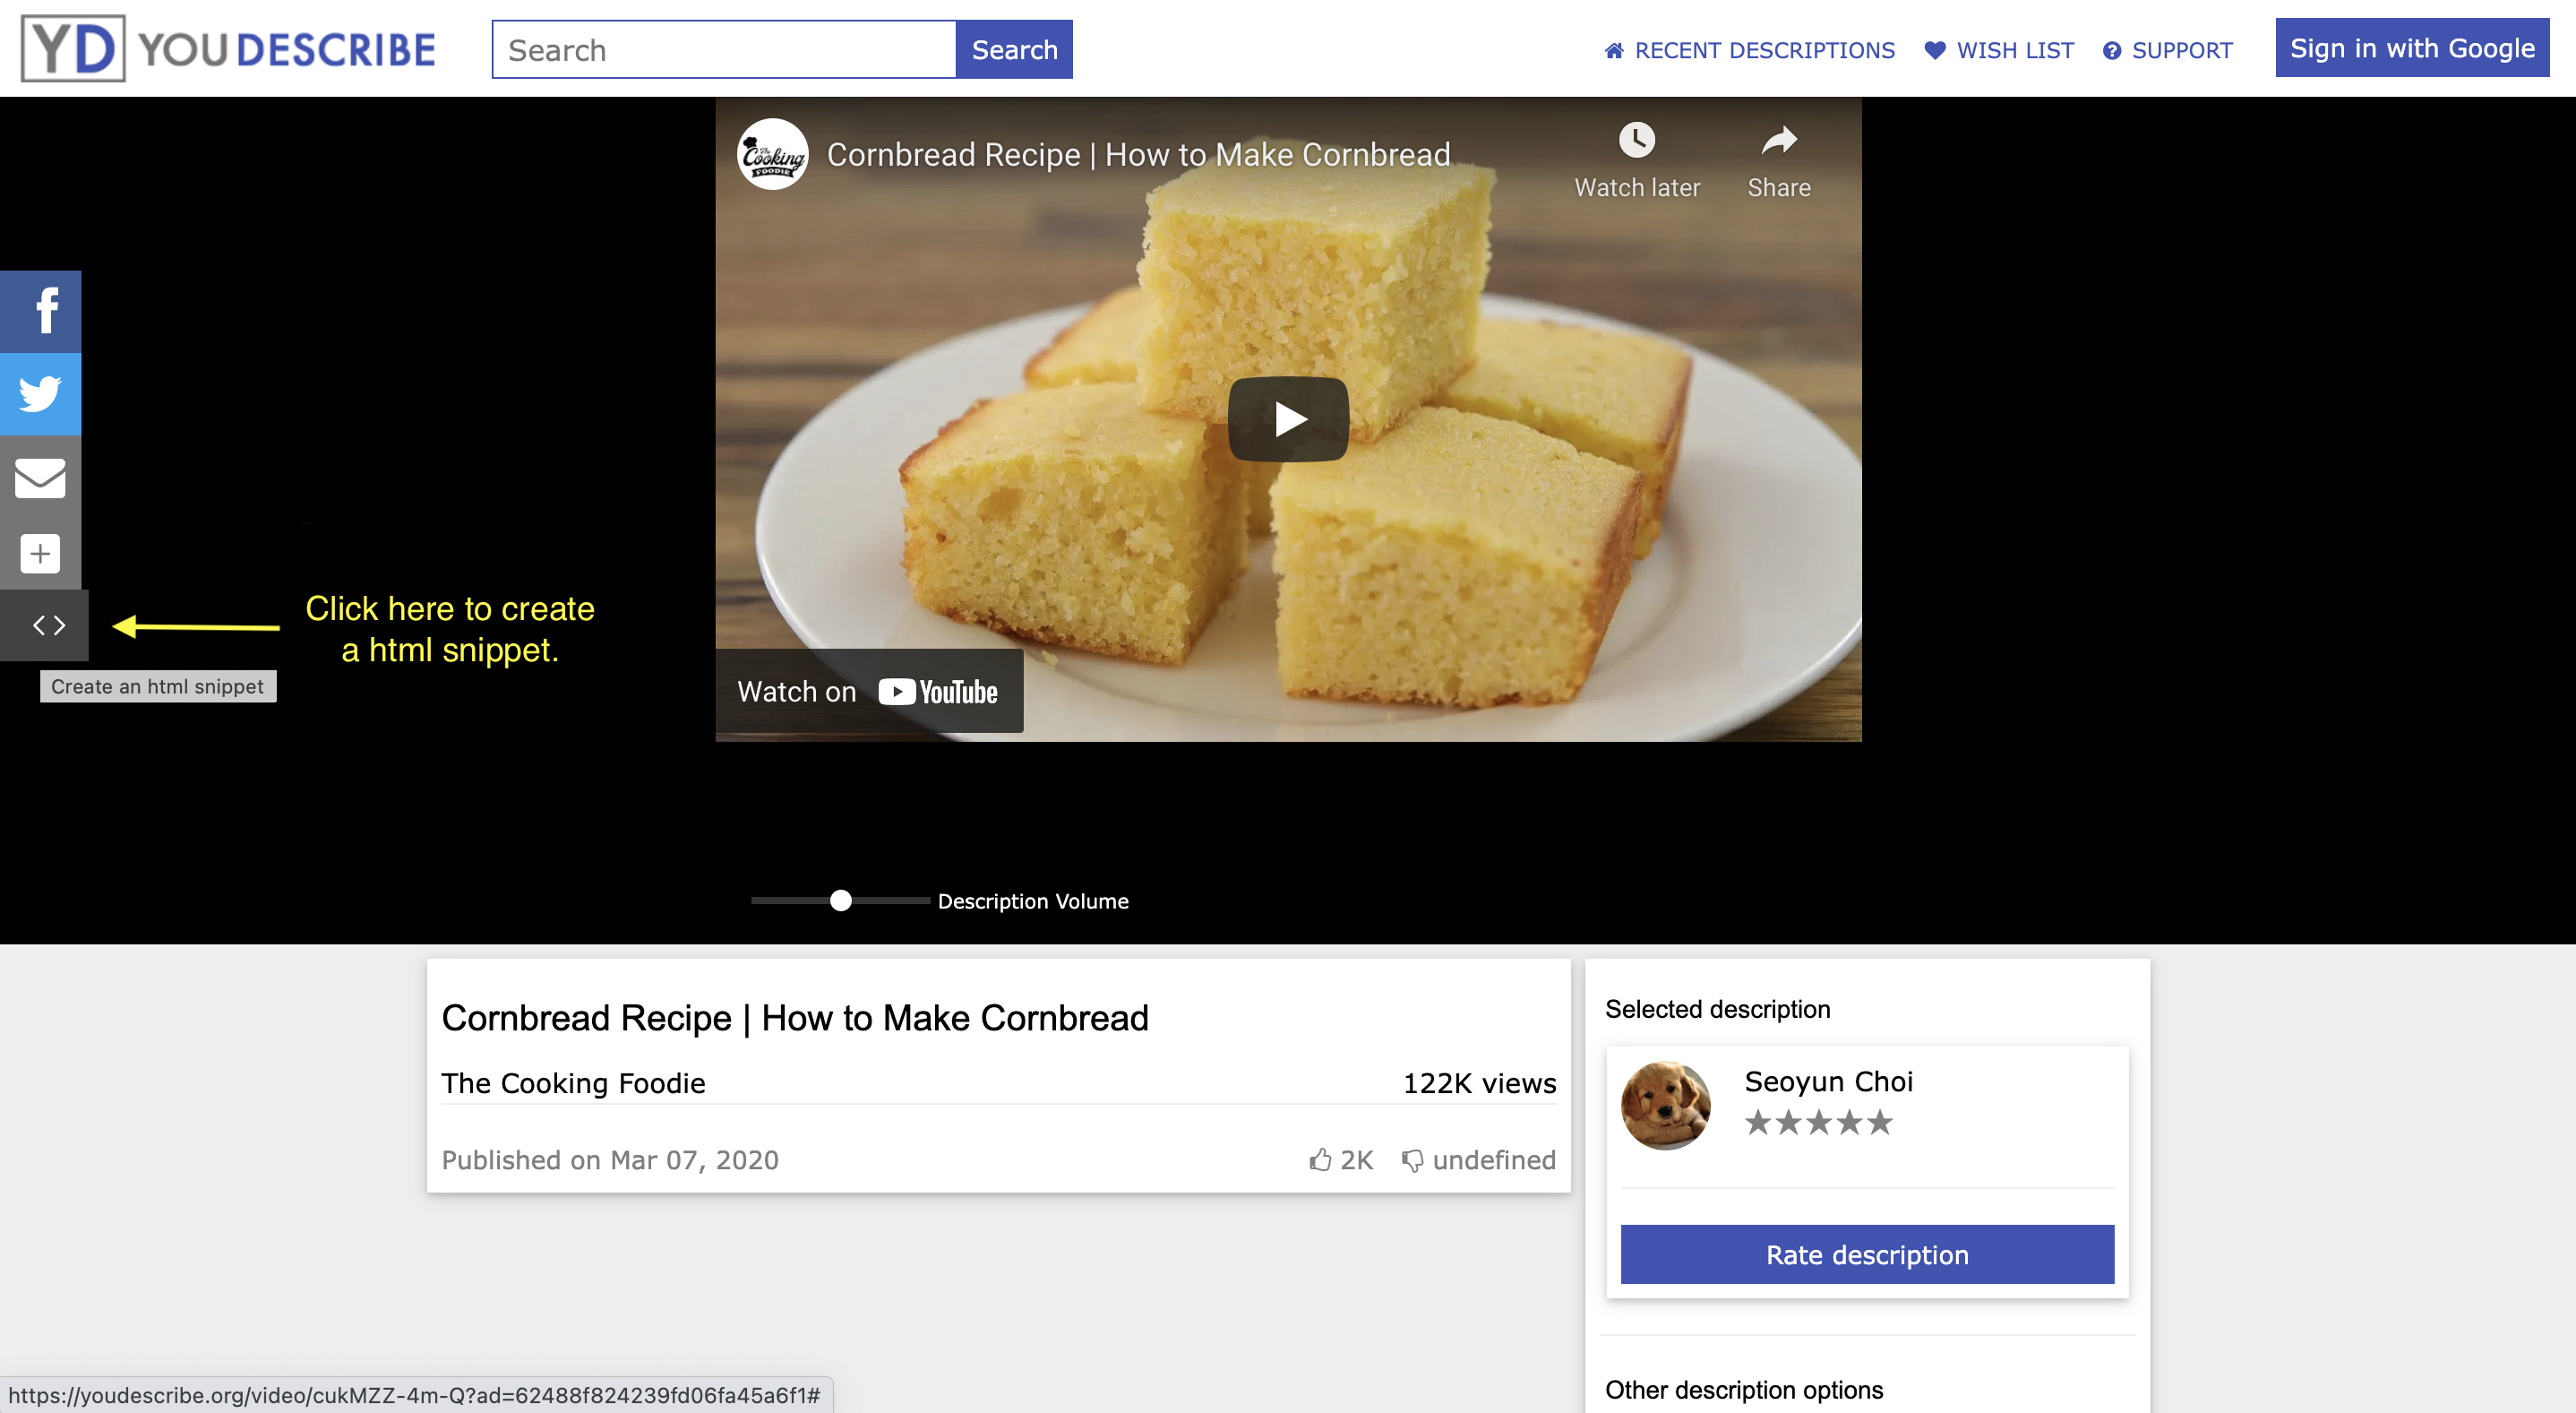 YD YOUDESCRIBE
Search
Search
RECENT DESCRIPTIONS
WISH LIST
SUPPORT
Sign in with Google
The Cooking FOODIE
Cornbread Recipe | How to Make Cornbread
Watch later
Share
Click here to create
a html snippet.
Create an html snippet
Watch on YouTube
Description Volume
Cornbread Recipe | How to Make Cornbread
The Cooking Foodie
122K views
Published on Mar 07, 2020
2K
undefined
Selected description
Seoyun Choi
Rate description
Other description options
https://youdescribe.org/video/cukMZZ-4m-Q?ad=62488f824239fd06fa45a6f1#